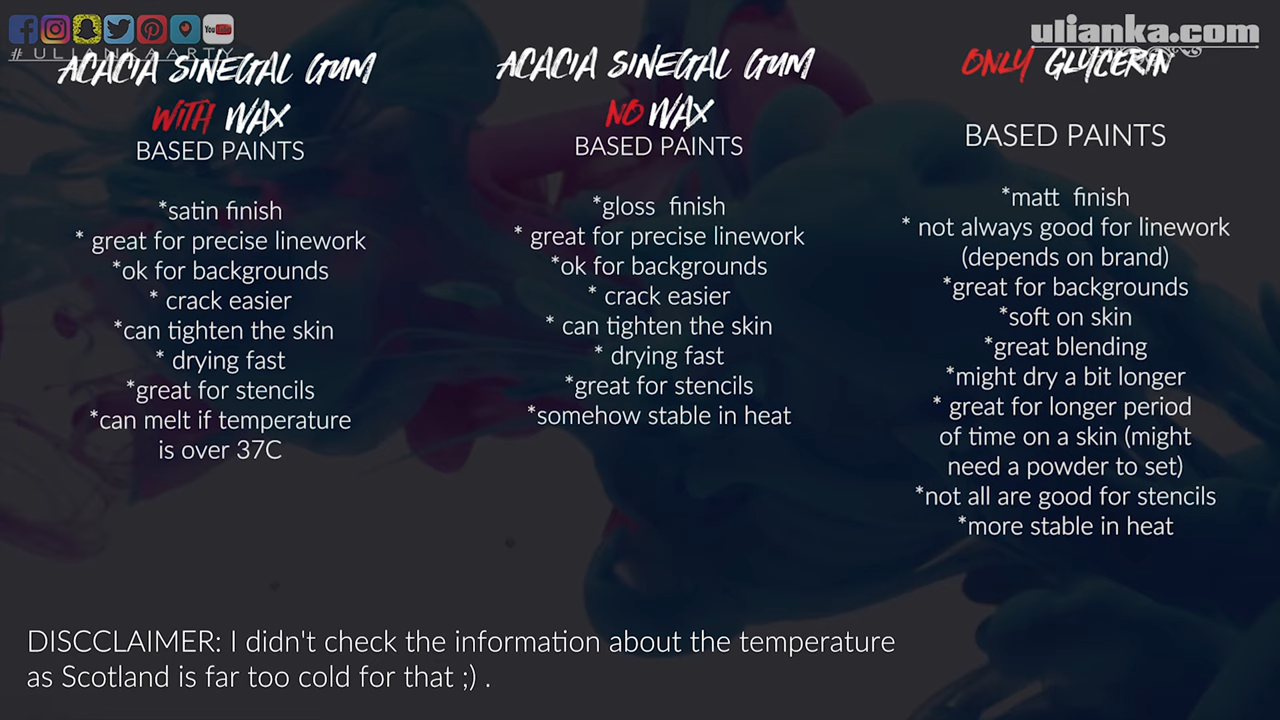 You Tube
# ULIANKAARTY
ulianka.com
ACACIA SINEGAL GUM
WITH WAX
BASED PAINTS
*satin finish
* great for precise linework
*ok for backgrounds
* crack easier
*can tighten the skin
* drying fast
*great for stencils
*can melt if temperature
is over 37C
ACACIA SINEGAL GUM
NO WAX
BASED PAINTS
*gloss finish
* great for precise linework
*ok for backgrounds
* crack easier
* can tighten the skin
* drying fast
*great for stencils
*somehow stable in heat
ONLY GLYCERIN
BASED PAINTS
*matt finish
* not always good for linework
(depends on brand)
*great for backgrounds
*soft on skin
*great blending
*might dry a bit longer
* great for longer period
of time on a skin (might
need a powder to set)
*not all are good for stencils
*more stable in heat
DISCCLAIMER: I didn't check the information about the temperature
as Scotland is far too cold for that ;) .